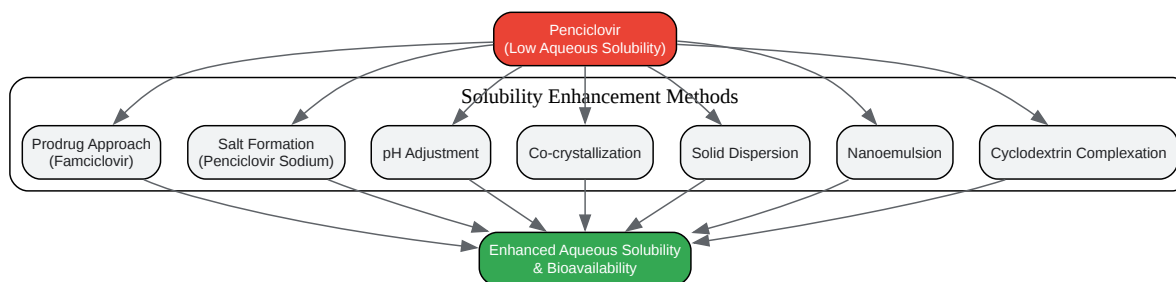 Penciclovir
(Low Aqueous Solubility)
Solubility Enhancement Methods
Prodrug Approach
(Famciclovir)
Salt Formation
(Penciclovir Sodium)
pH Adjustment
Co-crystallization
Solid Dispersion
Nanoemulsion
Cyclodextrin Complexation
Enhanced Aqueous Solubility
& Bioavailability